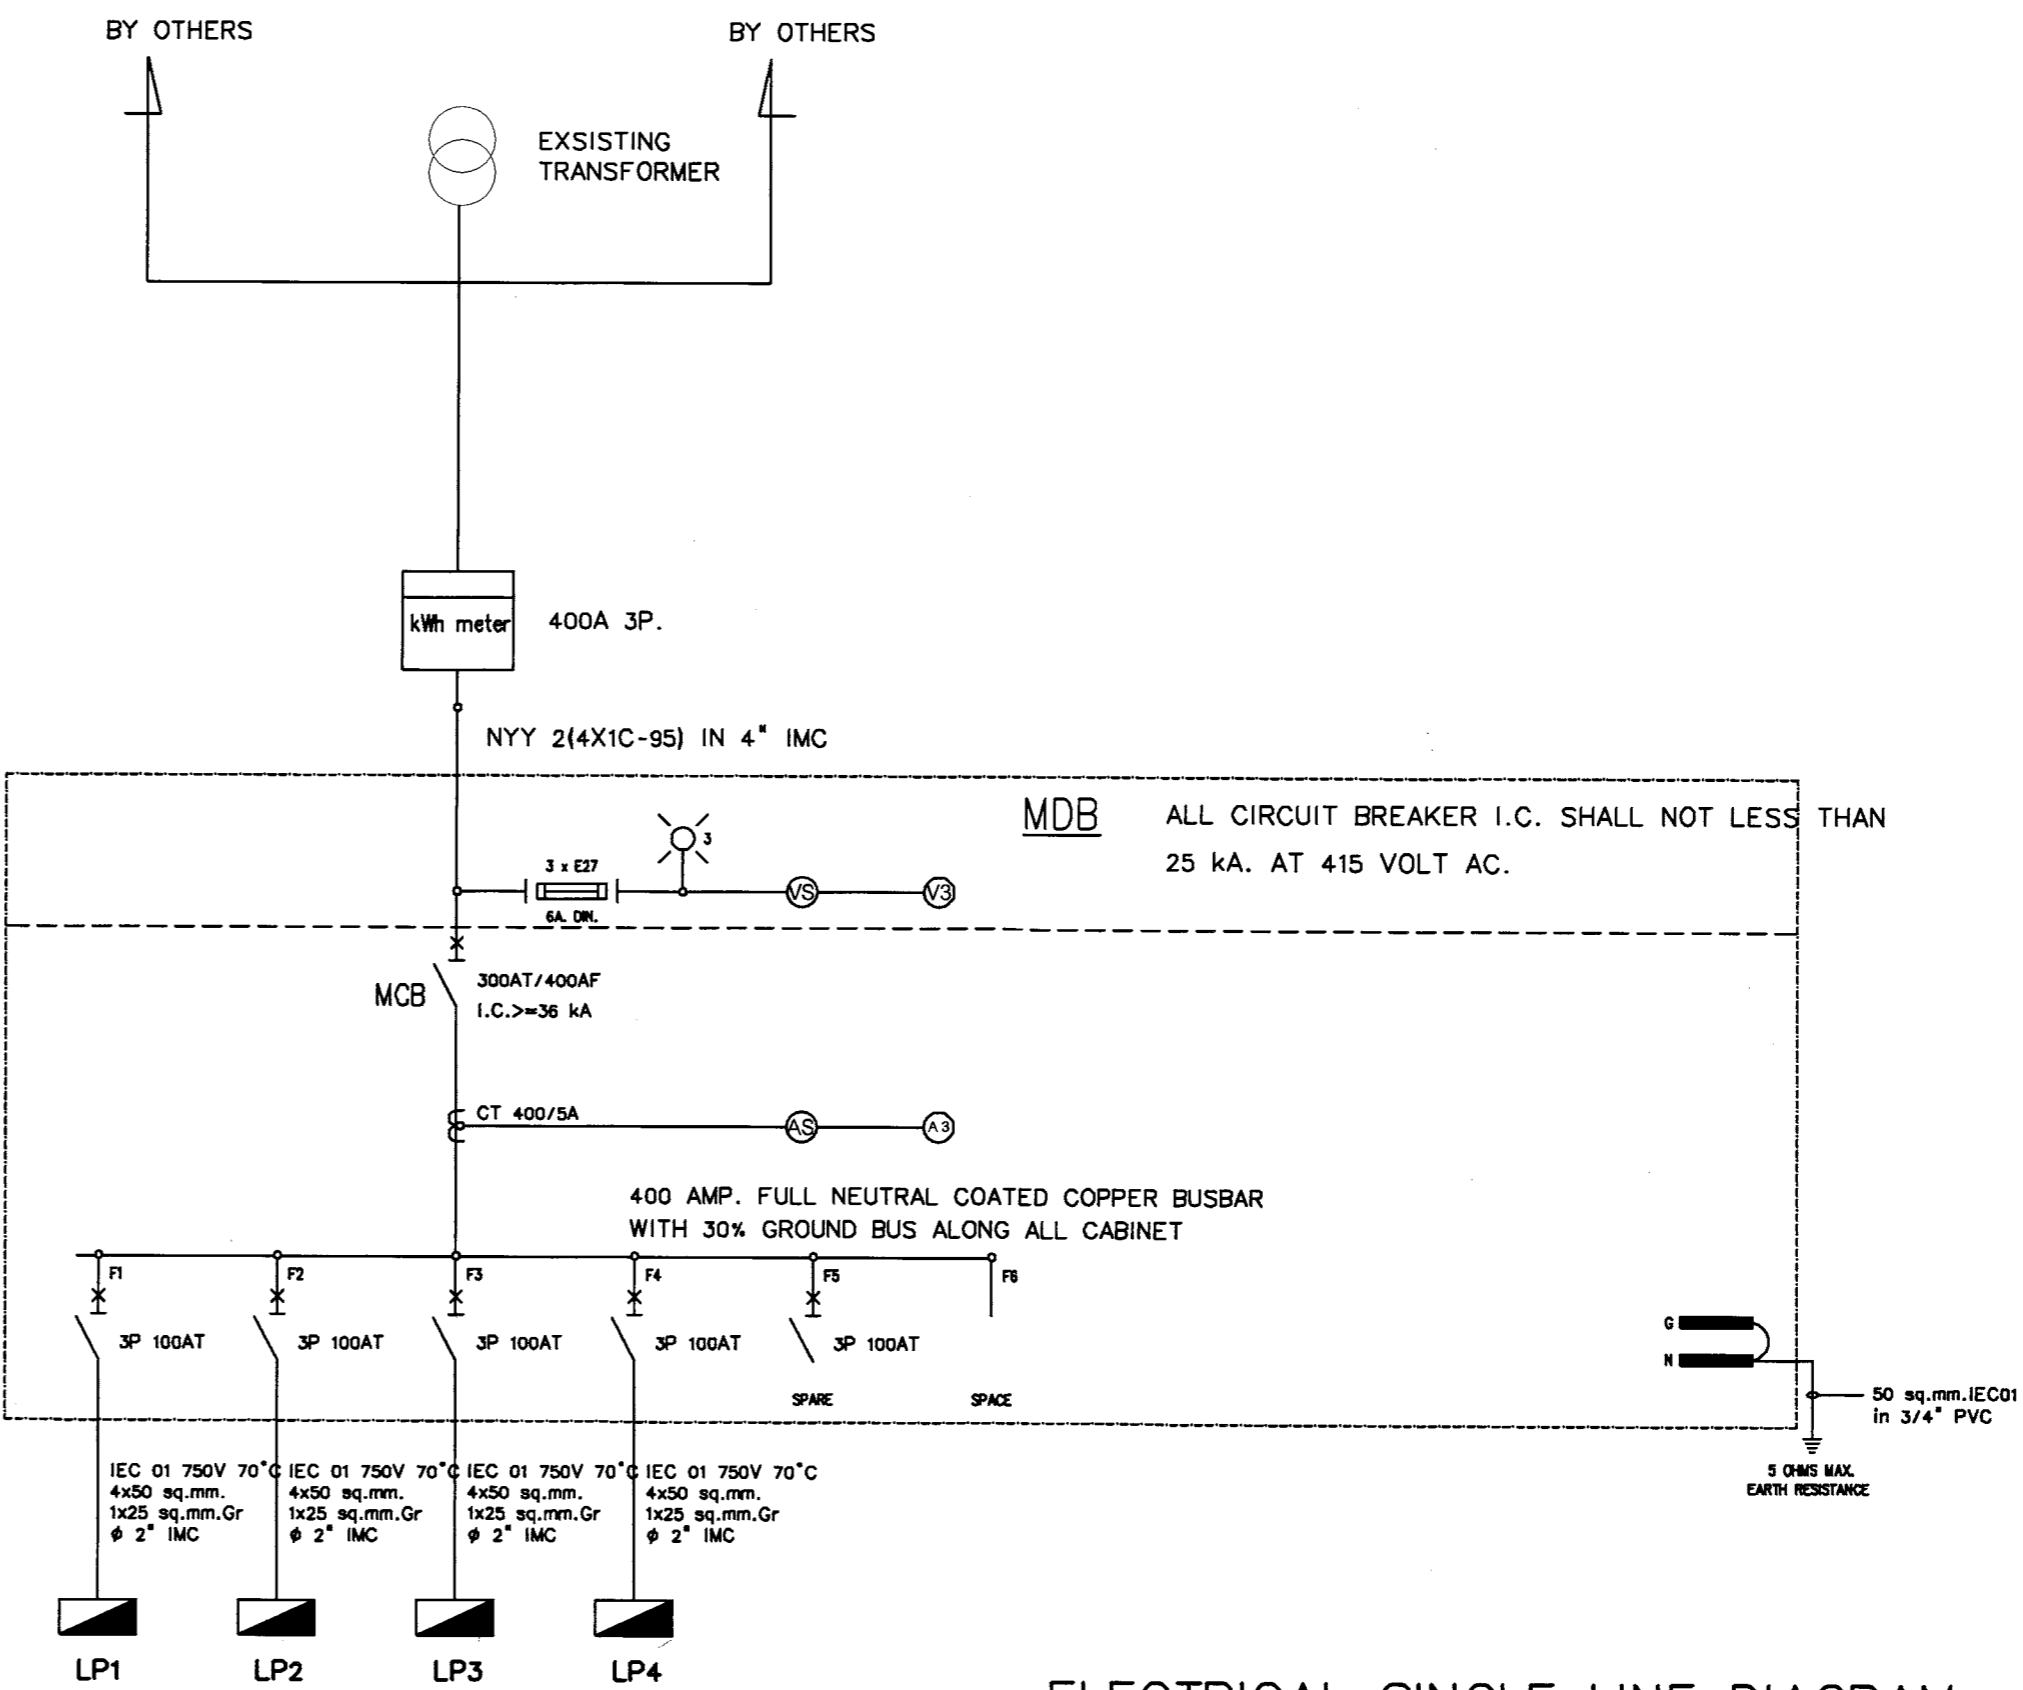 BY OTHERS
BY OTHERS
EXSISTING
TRANSFORMER
kWh meter
400A 3P.
NYY 2(4X1C-95) IN 4" IMC
MDB
ALL CIRCUIT BREAKER I.C. SHALL NOT LESS THAN
25 kA. AT 415 VOLT AC.
3
3 x E27
6A. DIN.
VS
V3
MCB
300AT/400AF
I.C.>=36 kA
CT 400/5A
AS
A3
400 AMP. FULL NEUTRAL COATED COPPER BUSBAR
WITH 30% GROUND BUS ALONG ALL CABINET
F1
F2
F3
F4
F5
F6
3P 100AT
3P 100AT
3P 100AT
3P 100AT
3P 100AT
SPARE
SPACE
G
N
50 sq.mm.IEC01
in 3/4" PVC
5 OHMS MAX.
EARTH RESISTANCE
IEC 01 750V 70°C
4x50 sq.mm.
1x25 sq.mm.Gr
φ 2" IMC
IEC 01 750V 70°C
4x50 sq.mm.
1x25 sq.mm.Gr
φ 2" IMC
IEC 01 750V 70°C
4x50 sq.mm.
1x25 sq.mm.Gr
φ 2" IMC
IEC 01 750V 70°C
4x50 sq.mm.
1x25 sq.mm.Gr
φ 2" IMC
LP1
LP2
LP3
LP4
ELECTRICAL SINGLE LINE DIAGRAM